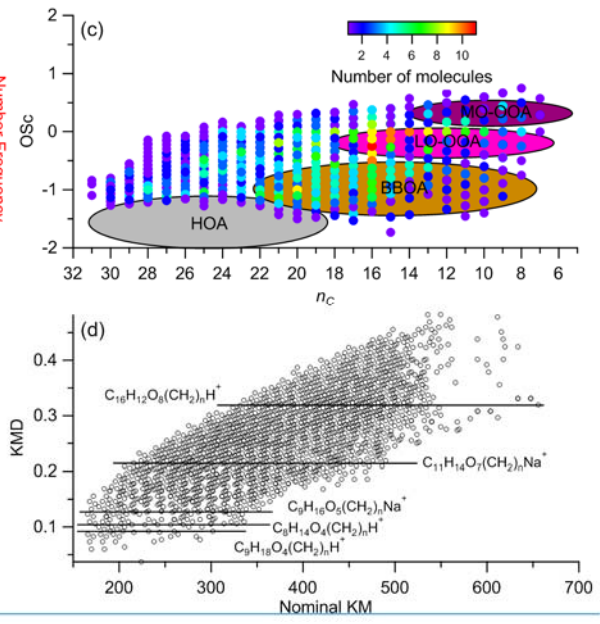 (c)
2
1
0
-1
-2
OSc
Number Frequency
2 4 6 8 10
Number of molecules
MO-OOA
LO-OOA
BBOA
HOA
32 30 28 26 24 22 20 18 16 14 12 10 8 6
nC
(d)
0.4
0.3
0.2
0.1
KMD
C16H12O8(CH2)nH+
C11H14O7(CH2)nNa+
C9H16O5(CH2)nNa+
C8H14O4(CH2)nH+
C9H18O4(CH2)nH+
200 300 400 500 600 700
Nominal KM